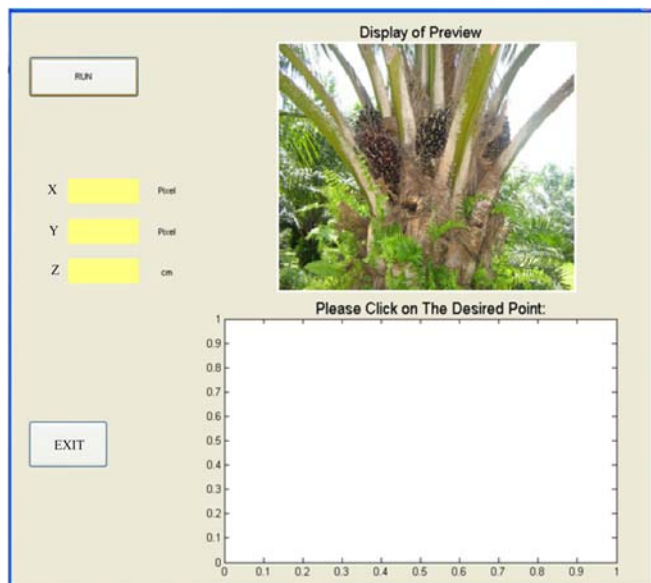 Display of Preview
RUN
X Pixel
Y Pixel
Z cm
Please Click on The Desired Point:
1
0.9
0.8
0.7
0.6
0.5
0.4
0.3
0.2
0.1
0
EXIT
0 0.1 0.2 0.3 0.4 0.5 0.6 0.7 0.8 0.9 1